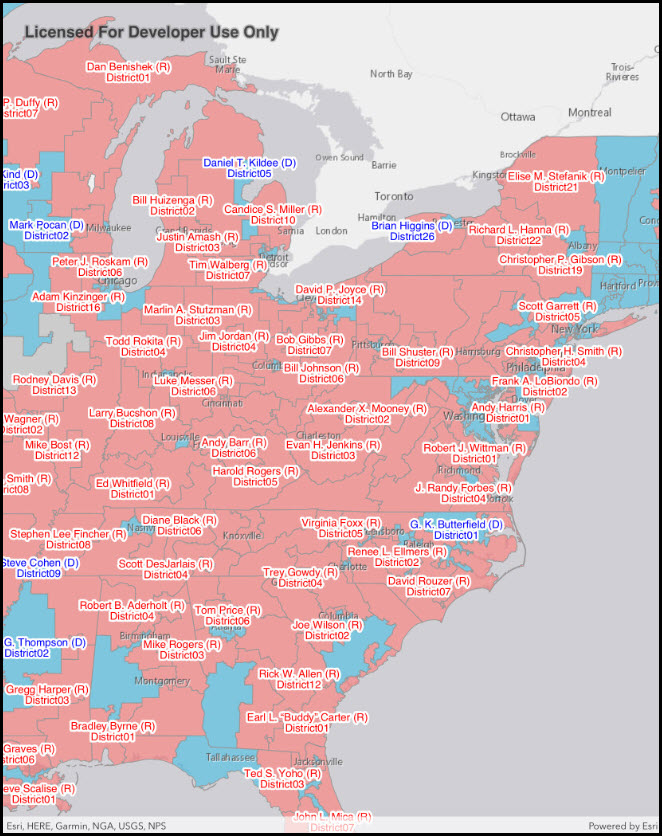 Licensed For Developer Use Only
Sault Ste
Marie
Dan Benishek (R)
District01
North Bay
Trois-
Rivières
P. Duffy (R)
istrict07
Ottawa
Montreal
Owen Sound
Barrie
Brockville
Kingston
Daniel T. Kildee (D)
District05
Elise M. Stefanik (R)
District21
Montpelier
Kind (D)
rict03
Toronto
Bill Huizenga (R)
District02
Candice S. Miller (R)
District10
Hamilton
Mark Pocan (D)
District02
Milwaukee
Grand Rapids
Sarnia
London
Brian Higgins (D)
District26
Richard L. Hanna (R)
District22
Justin Amash (R)
District03
Albany
Peter J. Roskam (R)
District06
Chicago
Tim Walberg (R)
District07
Detroit
dsor
Christopher P. Gibson (R)
District19
Hartford
Prov
Adam Kinzinger (R)
District16
David P. Joyce (R)
District14
Marlin A. Stutzman (R)
District03
Scott Garrett (R)
District05
New York
Todd Rokita (R)
District04
Jim Jordan (R)
District04
Bob Gibbs (R)
District07
Pittsburgh
Bill Shuster (R)
District09
Harrisburg
Christopher H. Smith (R)
District04
Philadelphia
Bill Johnson (R)
District06
Rodney Davis (R)
District13
Luke Messer (R)
District06
Frank A. LoBiondo (R)
District02
Dover
Cincinnati
Wagner (R)
istrict02
Larry Bucshon (R)
District08
Alexander X. Mooney (R)
District02
Andy Harris (R)
District01
Washington
Mike Bost (R)
District12
Louisville
Andy Barr (R)
District06
Charleston
Evan H. Jenkins (R)
District03
Robert J. Wittman (R)
District01
Richmond
Smith (R)
rict08
Ed Whitfield (R)
District01
Harold Rogers (R)
District05
J. Randy Forbes (R)
District04
Norfolk
Stephen Lee Fincher (R)
District08
Diane Black (R)
District06
Knoxville
Virginia Foxx (R)
District05
G. K. Butterfield (D)
District01
Raleigh
Steve Cohen (D)
District09
Scott DesJarlais (R)
District04
Charlotte
Renee L. Ellmers (R)
District02
Trey Gowdy (R)
District04
David Rouzer (R)
District07
Robert B. Aderholt (R)
District04
Tom Price (R)
District06
Atlanta
Columbia
Joe Wilson (R)
District02
G. Thompson (D)
District02
Birmingham
Mike Rogers (R)
District03
Montgomery
Rick W. Allen (R)
District12
Gregg Harper (R)
District03
Bradley Byrne (R)
District01
Earl L. "Buddy" Carter (R)
District01
Graves (R)
strict06
Tallahassee
Jacksonville
Ted S. Yoho (R)
District03
eve Scalise (R)
District01
John L. Mica (R)
District07
Esri, HERE, Garmin, NGA, USGS, NPS
Powered by Esri